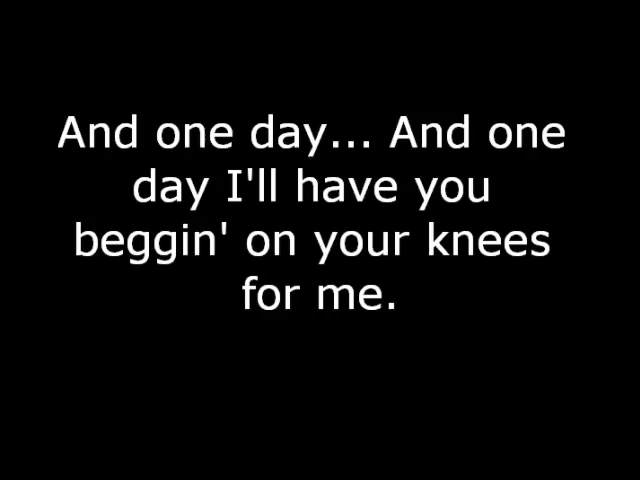 And one day... And one
day I'll have you
beggin' on your knees
for me.